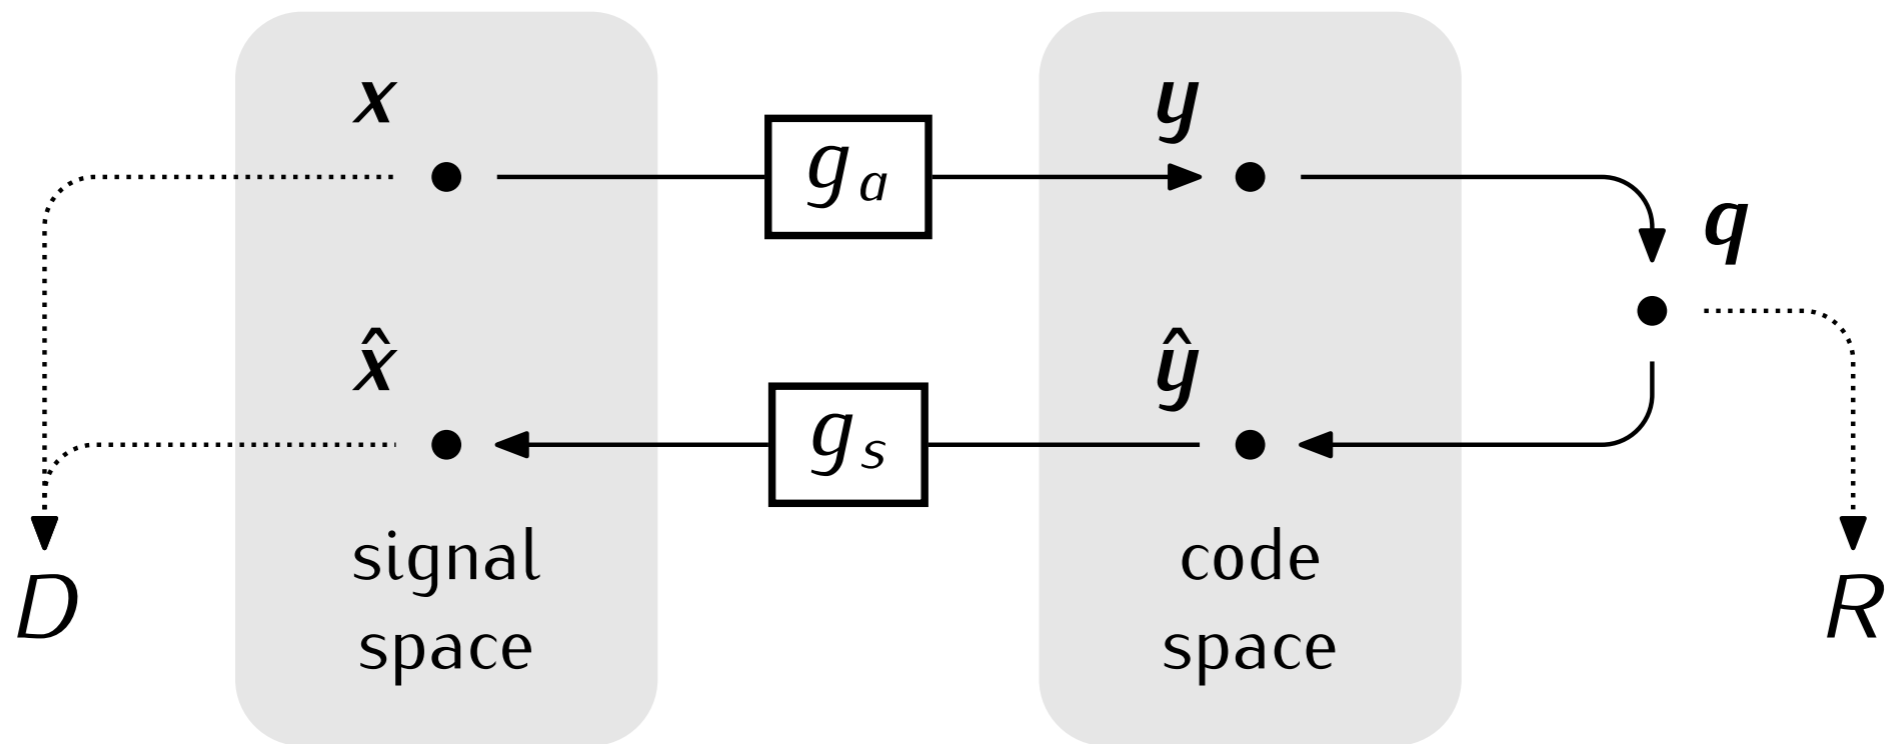 x
g_a
y
q
x̂
g_s
ŷ
signal
space
code
space
D
R